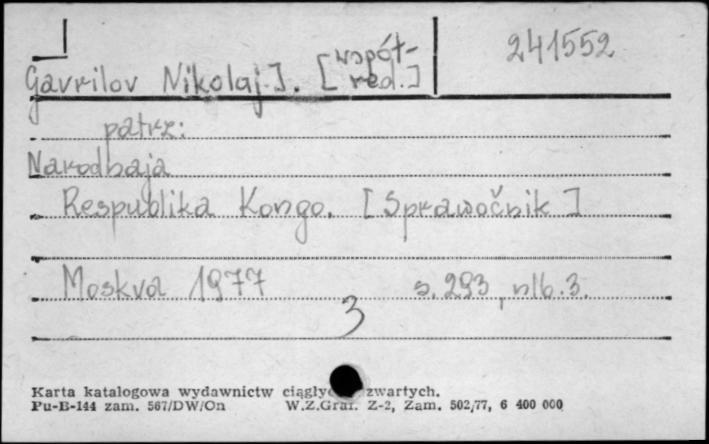 241552
Gavrilov Nikolaj I. [współ-
red.]
patrz:
Narodnaja
Respublika Kongo. [Spravočnik]
Moskva 1977 s. 293, nlb. 3.
3
Karta katalogowa wydawnictw ciągłych zwartych.
Pu-B-144 zam. 567/DW/On W.Z.Graf. Z-2, Zam. 502/77, 6 400 000